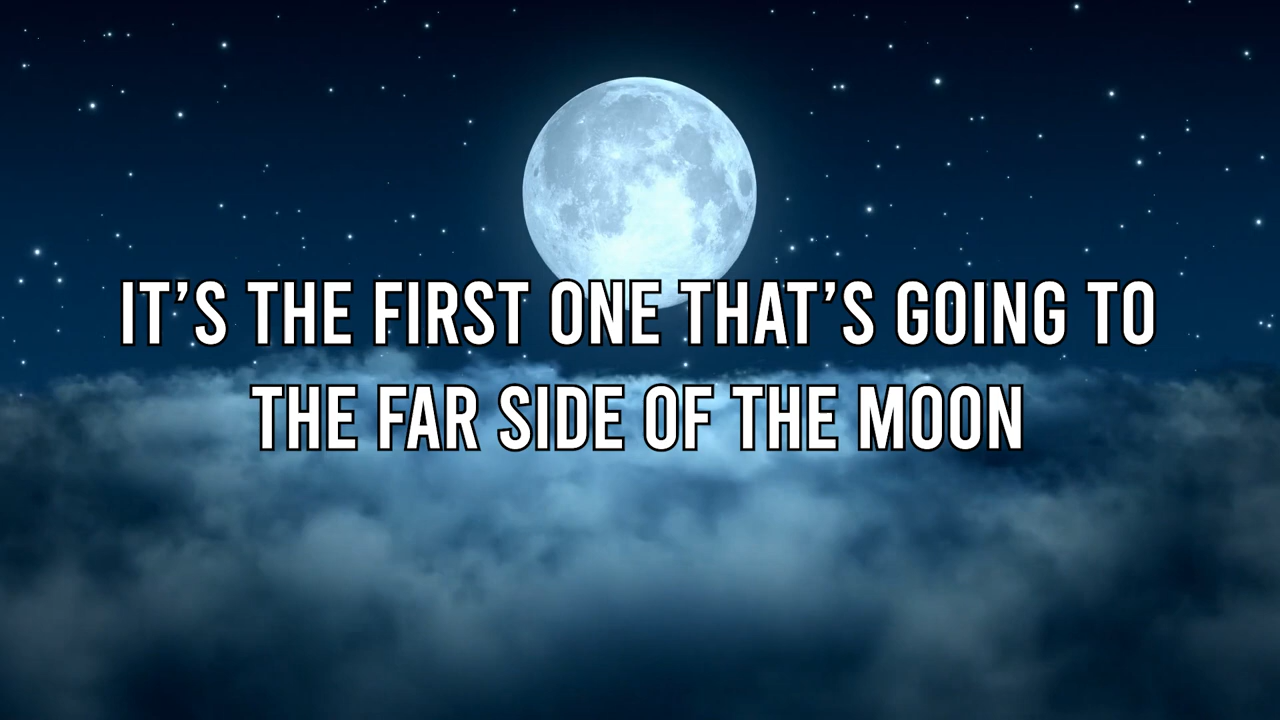 IT’S THE FIRST ONE THAT’S GOING TO
THE FAR SIDE OF THE MOON